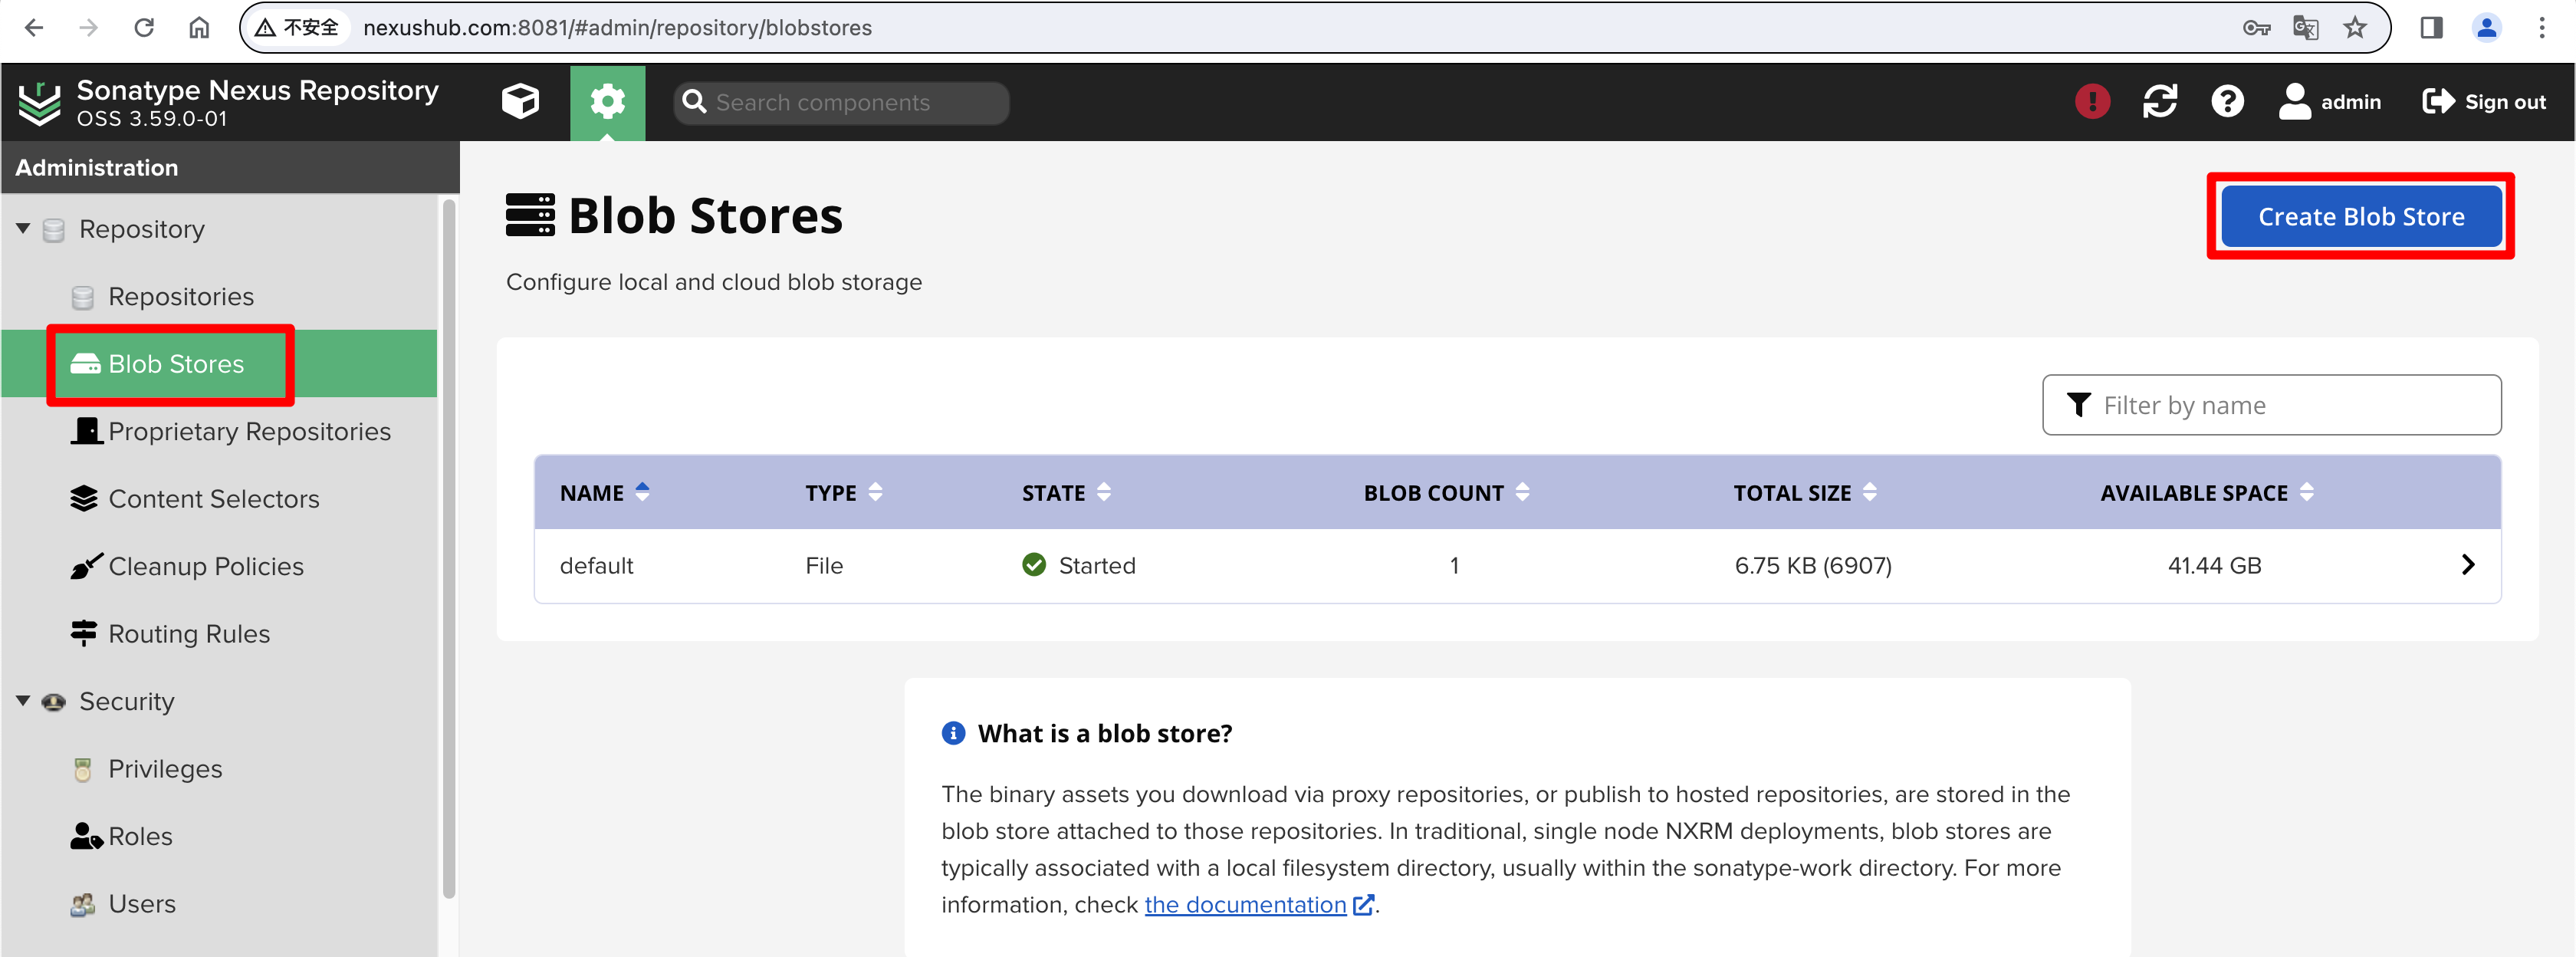 不安全 nexushub.com:8081/#admin/repository/blobstores
Sonatype Nexus Repository
OSS 3.59.0-01
Search components
admin
Sign out
Administration
Repository
Repositories
Blob Stores
Proprietary Repositories
Content Selectors
Cleanup Policies
Routing Rules
Security
Privileges
Roles
Users
Blob Stores
Create Blob Store
Configure local and cloud blob storage
Filter by name
NAME TYPE STATE BLOB COUNT TOTAL SIZE AVAILABLE SPACE
default File Started 1 6.75 KB (6907) 41.44 GB
What is a blob store?
The binary assets you download via proxy repositories, or publish to hosted repositories, are stored in the
blob store attached to those repositories. In traditional, single node NXRM deployments, blob stores are
typically associated with a local filesystem directory, usually within the sonatype-work directory. For more
information, check the documentation.